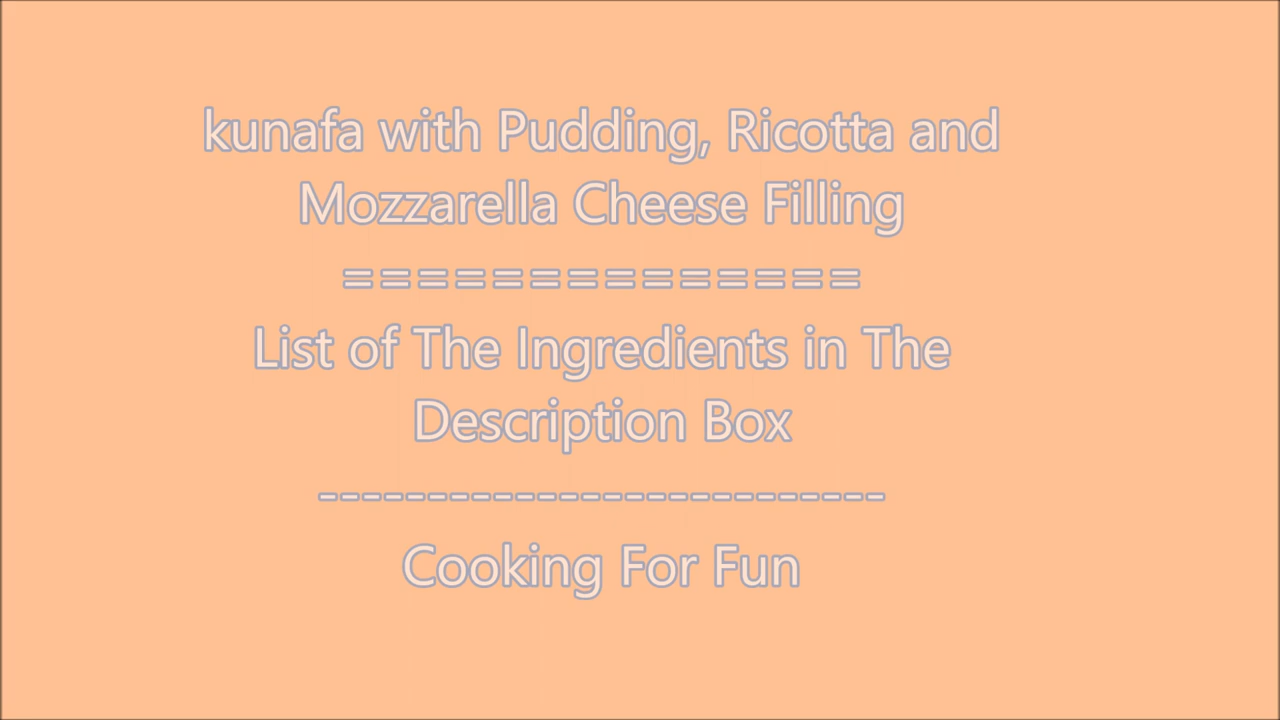 kunafa with Pudding, Ricotta and
Mozzarella Cheese Filling
==============
List of The Ingredients in The
Description Box
--------------------------
Cooking For Fun